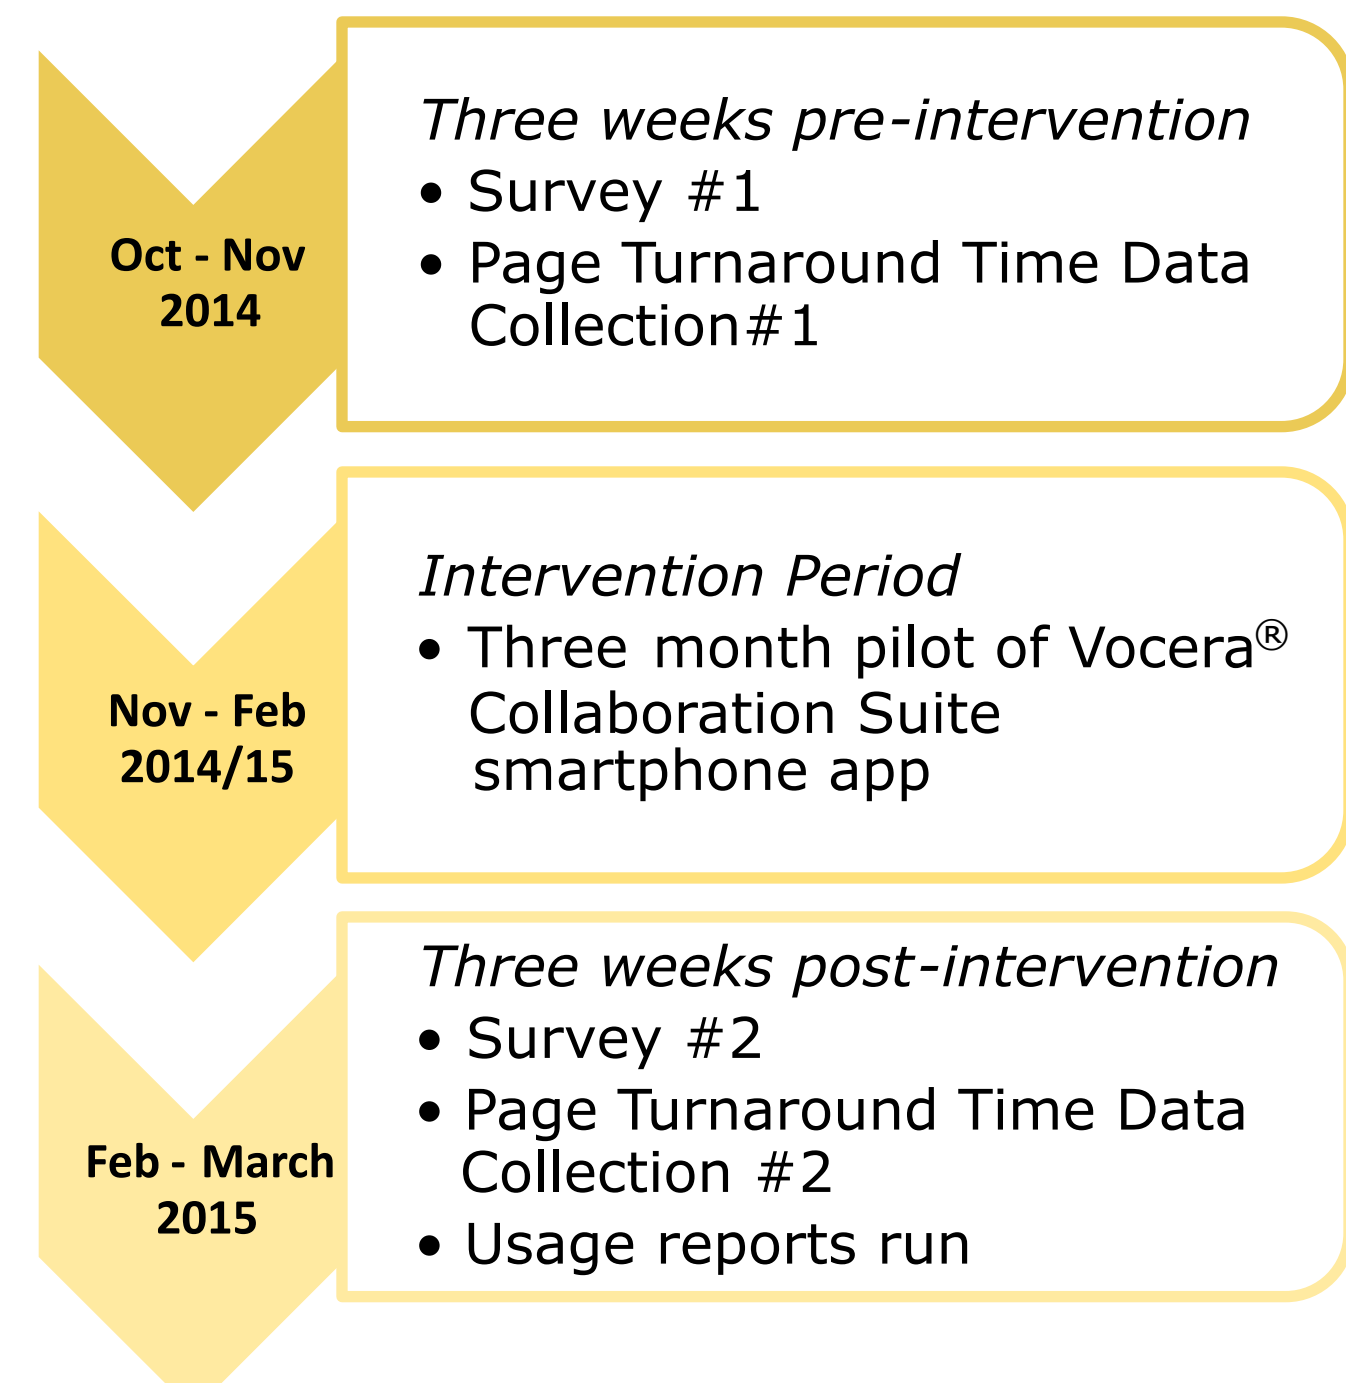 Oct - Nov
2014
Three weeks pre-intervention
• Survey #1
• Page Turnaround Time Data
Collection#1
Nov - Feb
2014/15
Intervention Period
• Three month pilot of Vocera®
Collaboration Suite
smartphone app
Feb - March
2015
Three weeks post-intervention
• Survey #2
• Page Turnaround Time Data
Collection #2
• Usage reports run